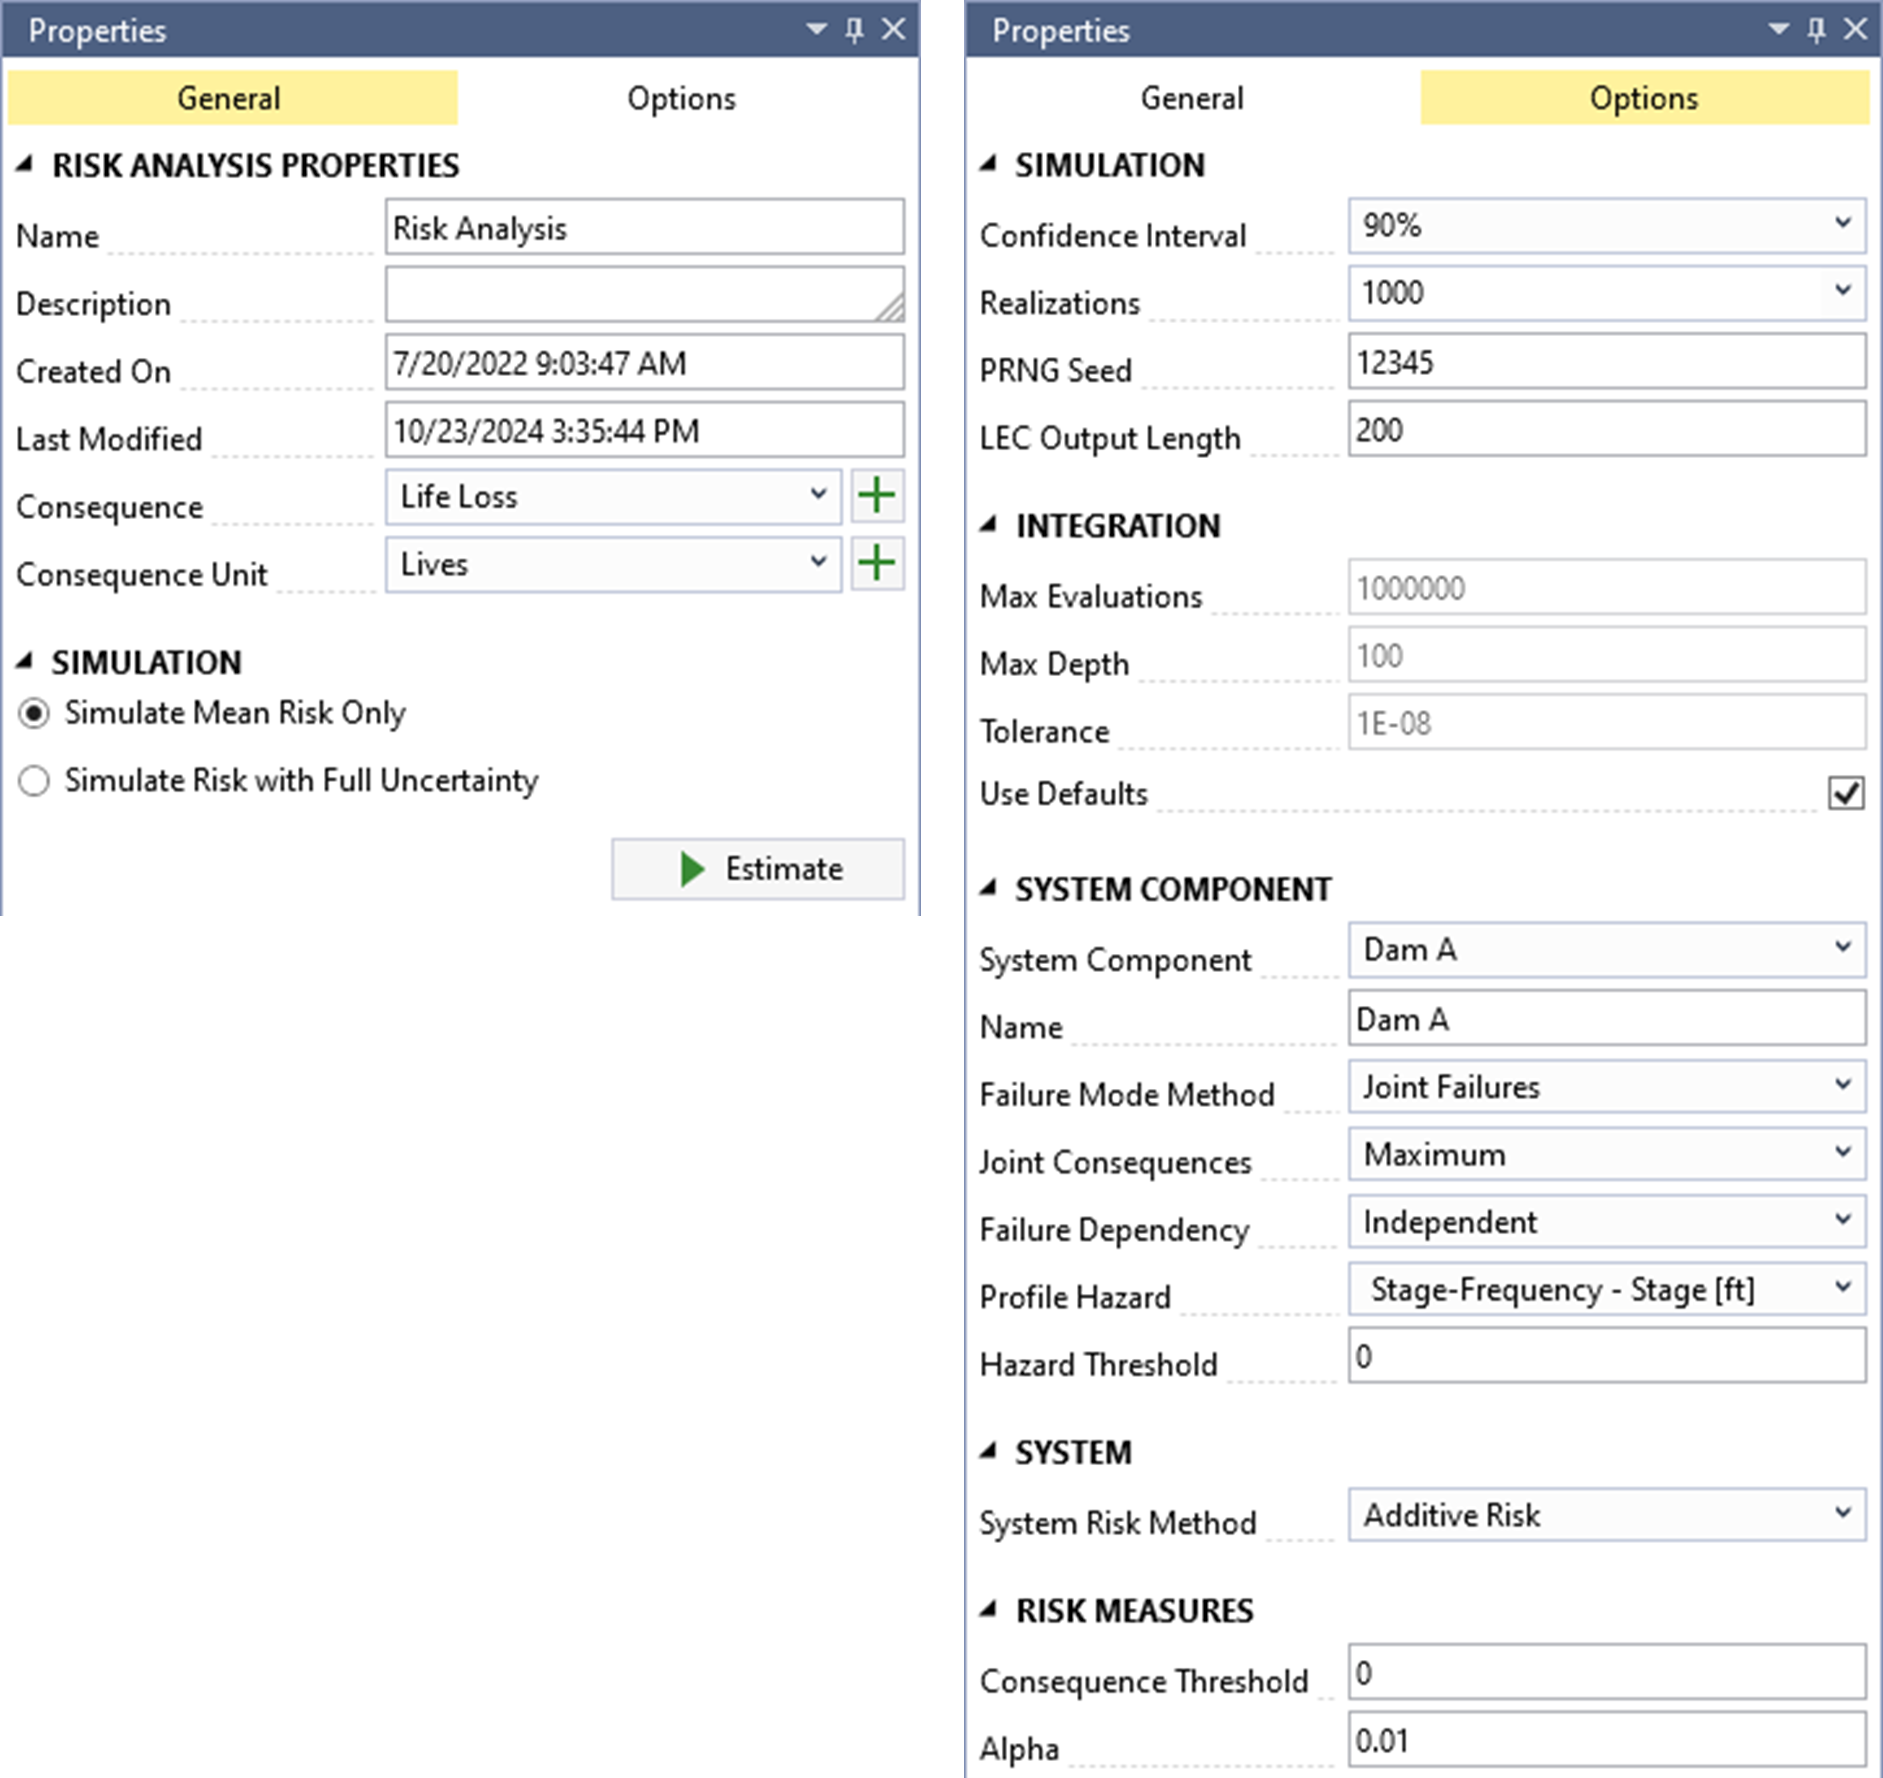 Properties
General Options
RISK ANALYSIS PROPERTIES
Name Risk Analysis
Description
Created On 7/20/2022 9:03:47 AM
Last Modified 10/23/2024 3:35:44 PM
Consequence Life Loss
Consequence Unit Lives
SIMULATION
Simulate Mean Risk Only
Simulate Risk with Full Uncertainty
Estimate
Properties
General Options
SIMULATION
Confidence Interval 90%
Realizations 1000
PRNG Seed 12345
LEC Output Length 200
INTEGRATION
Max Evaluations 1000000
Max Depth 100
Tolerance 1E-08
Use Defaults
SYSTEM COMPONENT
System Component Dam A
Name Dam A
Failure Mode Method Joint Failures
Joint Consequences Maximum
Failure Dependency Independent
Profile Hazard Stage-Frequency - Stage [ft]
Hazard Threshold 0
SYSTEM
System Risk Method Additive Risk
RISK MEASURES
Consequence Threshold 0
Alpha 0.01